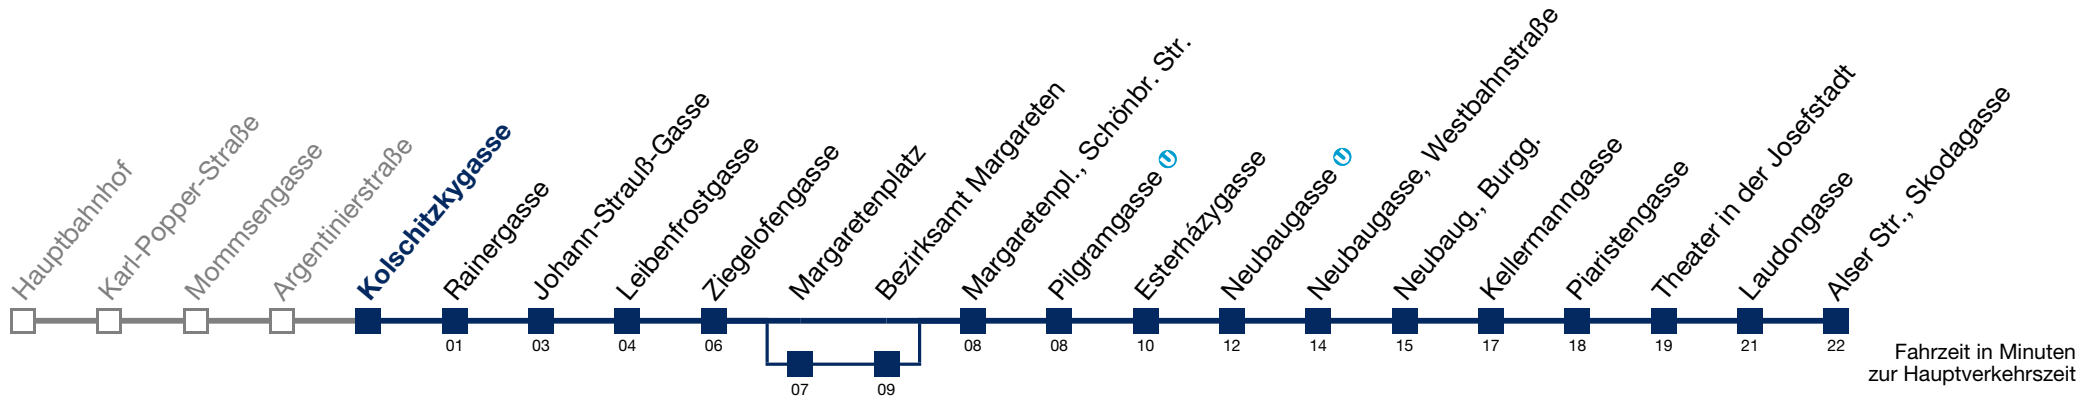 Hauptbahnhof
Karl-Popper-Straße
Mommsengasse
Argentinierstraße
Kolschitzkygasse
Rainergasse
Johann-Strauß-Gasse
Leibenfrostgasse
Ziegelofengasse
Margaretenplatz
Bezirksamt Margareten
Margaretenpl., Schönbr. Str.
Pilgramgasse U
Esterházygasse
Neubaugasse U
Neubaugasse, Westbahnstraße
Neubaug., Burgg.
Kellermanngasse
Piaristengasse
Theater in der Josefstadt
Laudongasse
Alser Str., Skodagasse
01 03 04 06 08 08 10 12 14 15 17 18 19 21 22
07 09
Fahrzeit in Minuten
zur Hauptverkehrszeit